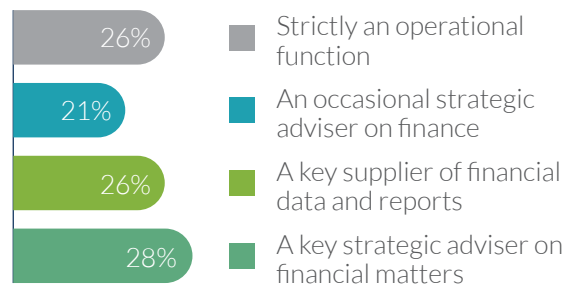 26%
Strictly an operational
function
21%
An occasional strategic
adviser on finance
26%
A key supplier of financial
data and reports
28%
A key strategic adviser on
financial matters